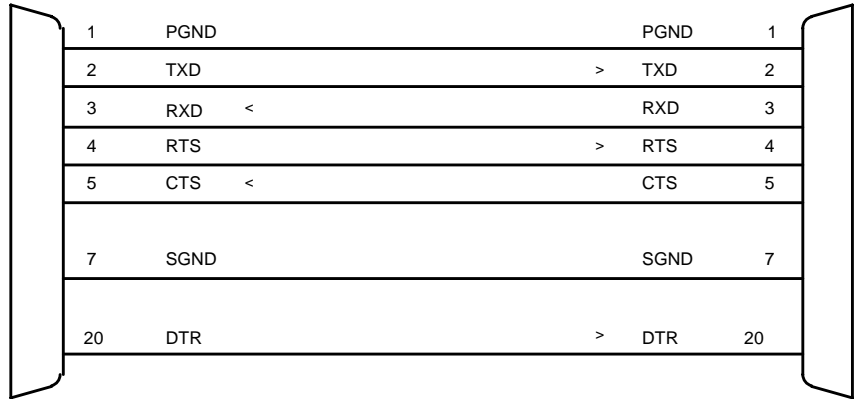 1 PGND PGND 1
2 TXD > TXD 2
3 RXD < RXD 3
4 RTS > RTS 4
5 CTS < CTS 5
7 SGND SGND 7
20 DTR > DTR 20